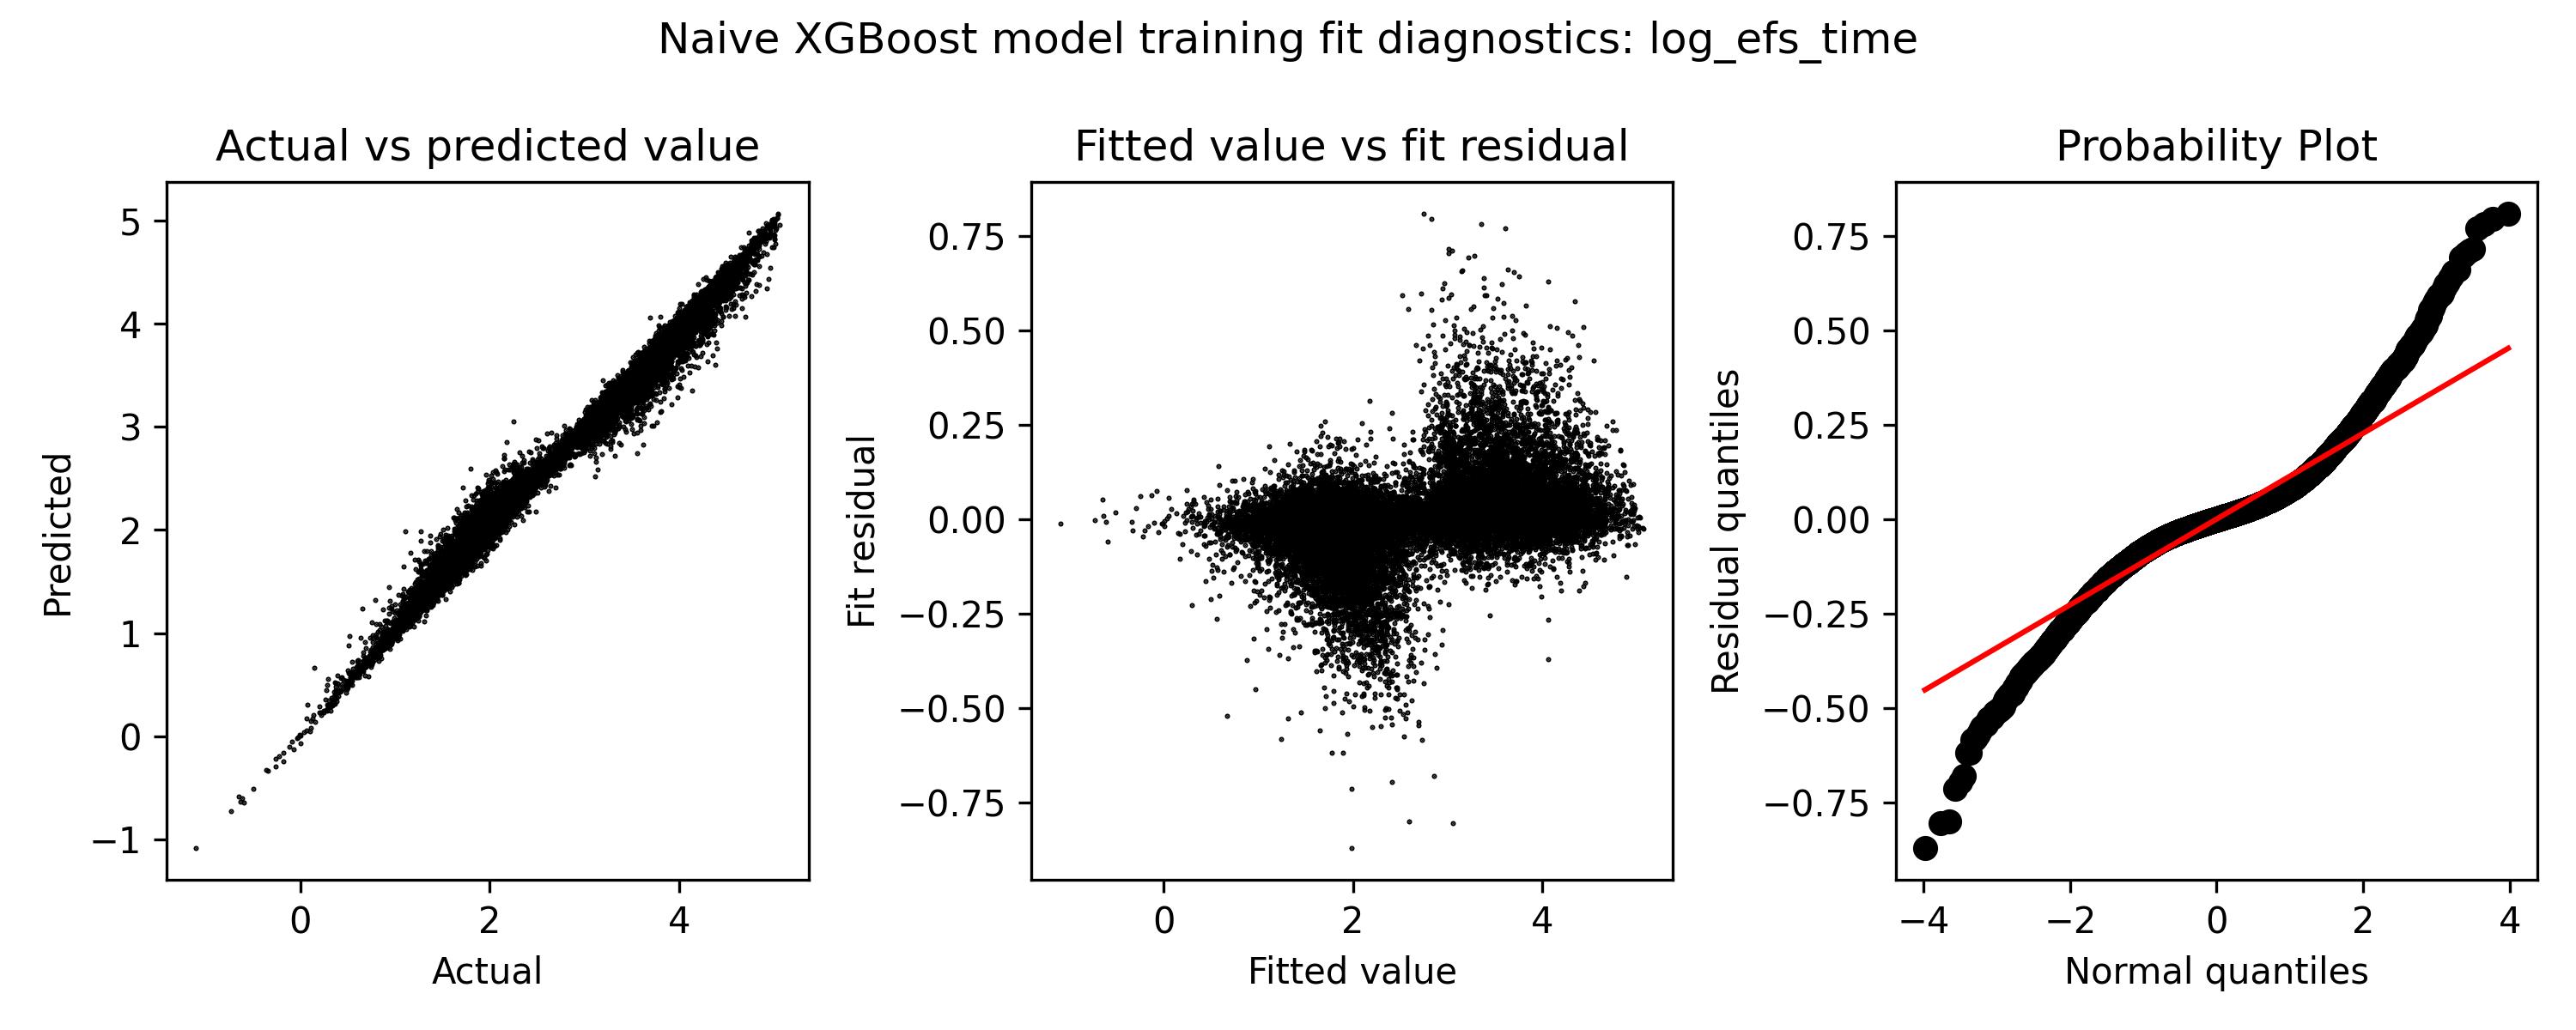 Naive XGBoost model training fit diagnostics: log_efs_time
Actual vs predicted value
5
4
3
2
1
0
−1
Predicted
0 2 4
Actual
Fitted value vs fit residual
0.75
0.50
0.25
0.00
−0.25
−0.50
−0.75
Fit residual
0 2 4
Fitted value
Probability Plot
0.75
0.50
0.25
0.00
−0.25
−0.50
−0.75
Residual quantiles
−4 −2 0 2 4
Normal quantiles